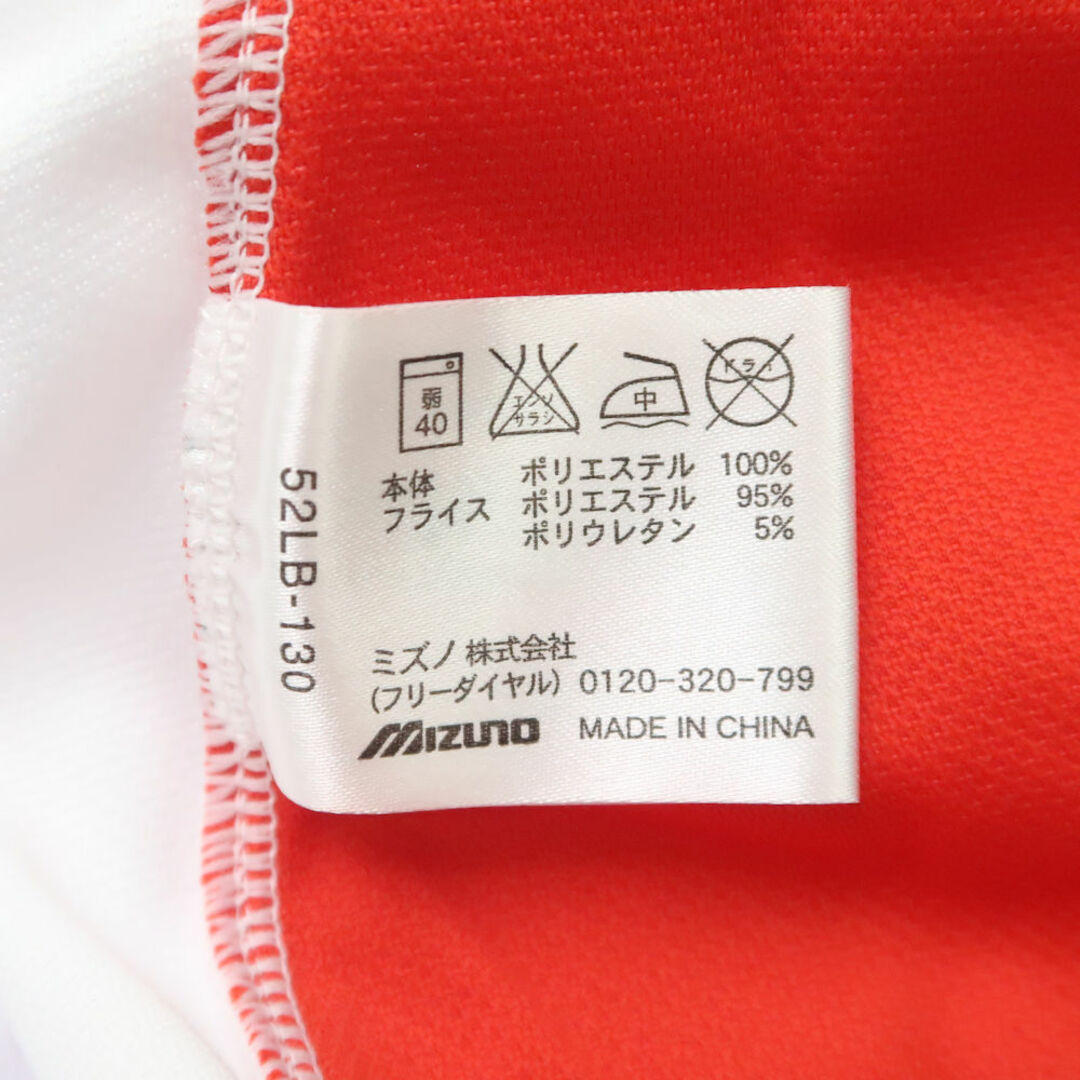 弱
40
エンソ
サラシ
中
ドライ
本体 ポリエステル 100%
フライス ポリエステル 95%
ポリウレタン 5%
52LB-130
ミズノ株式会社
(フリーダイヤル) 0120-320-799
MIZUNO MADE IN CHINA